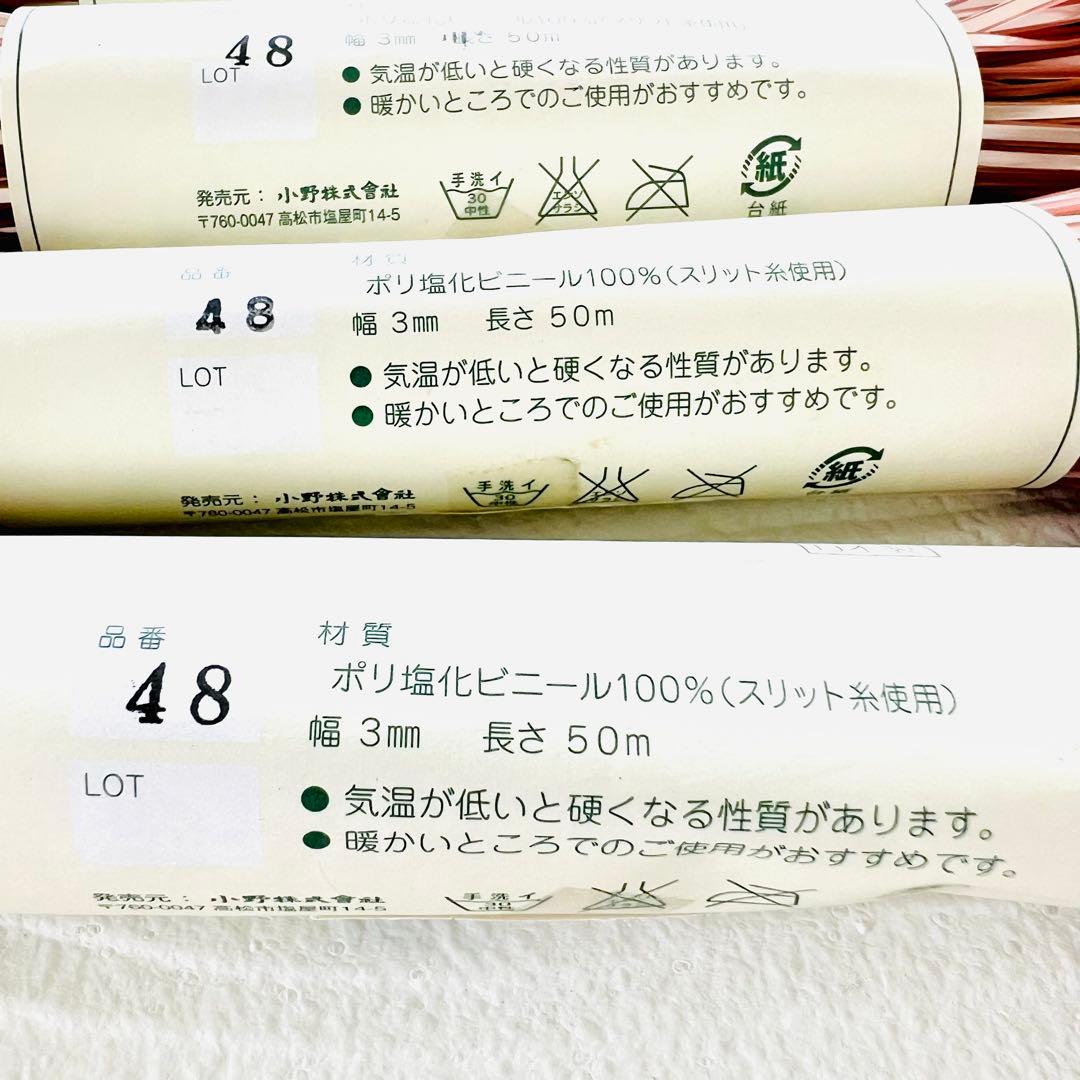 幅 3㎜ 長さ 50m
48
LOT
● 気温が低いと硬くなる性質があります。
● 暖かいところでのご使用がおすすめです。
手洗イ
30
中性
エンソ
サラシ
紙
台紙
発売元： 小野株式會社
〒760-0047 高松市塩屋町14-5
品番
材質
ポリ塩化ビニール100%(スリット糸使用)
48
幅 3㎜ 長さ 50m
LOT
● 気温が低いと硬くなる性質があります。
● 暖かいところでのご使用がおすすめです。
手洗イ
30
中性
紙
台紙
発売元： 小野株式會社
〒760-0047 高松市塩屋町14-5
品番
材質
ポリ塩化ビニール100%(スリット糸使用)
48
幅 3㎜ 長さ 50m
LOT
● 気温が低いと硬くなる性質があります。
● 暖かいところでのご使用がおすすめです。
発売元： 小野株式會社
手洗イ
30
〒760-0047 高松市塩屋町14-5